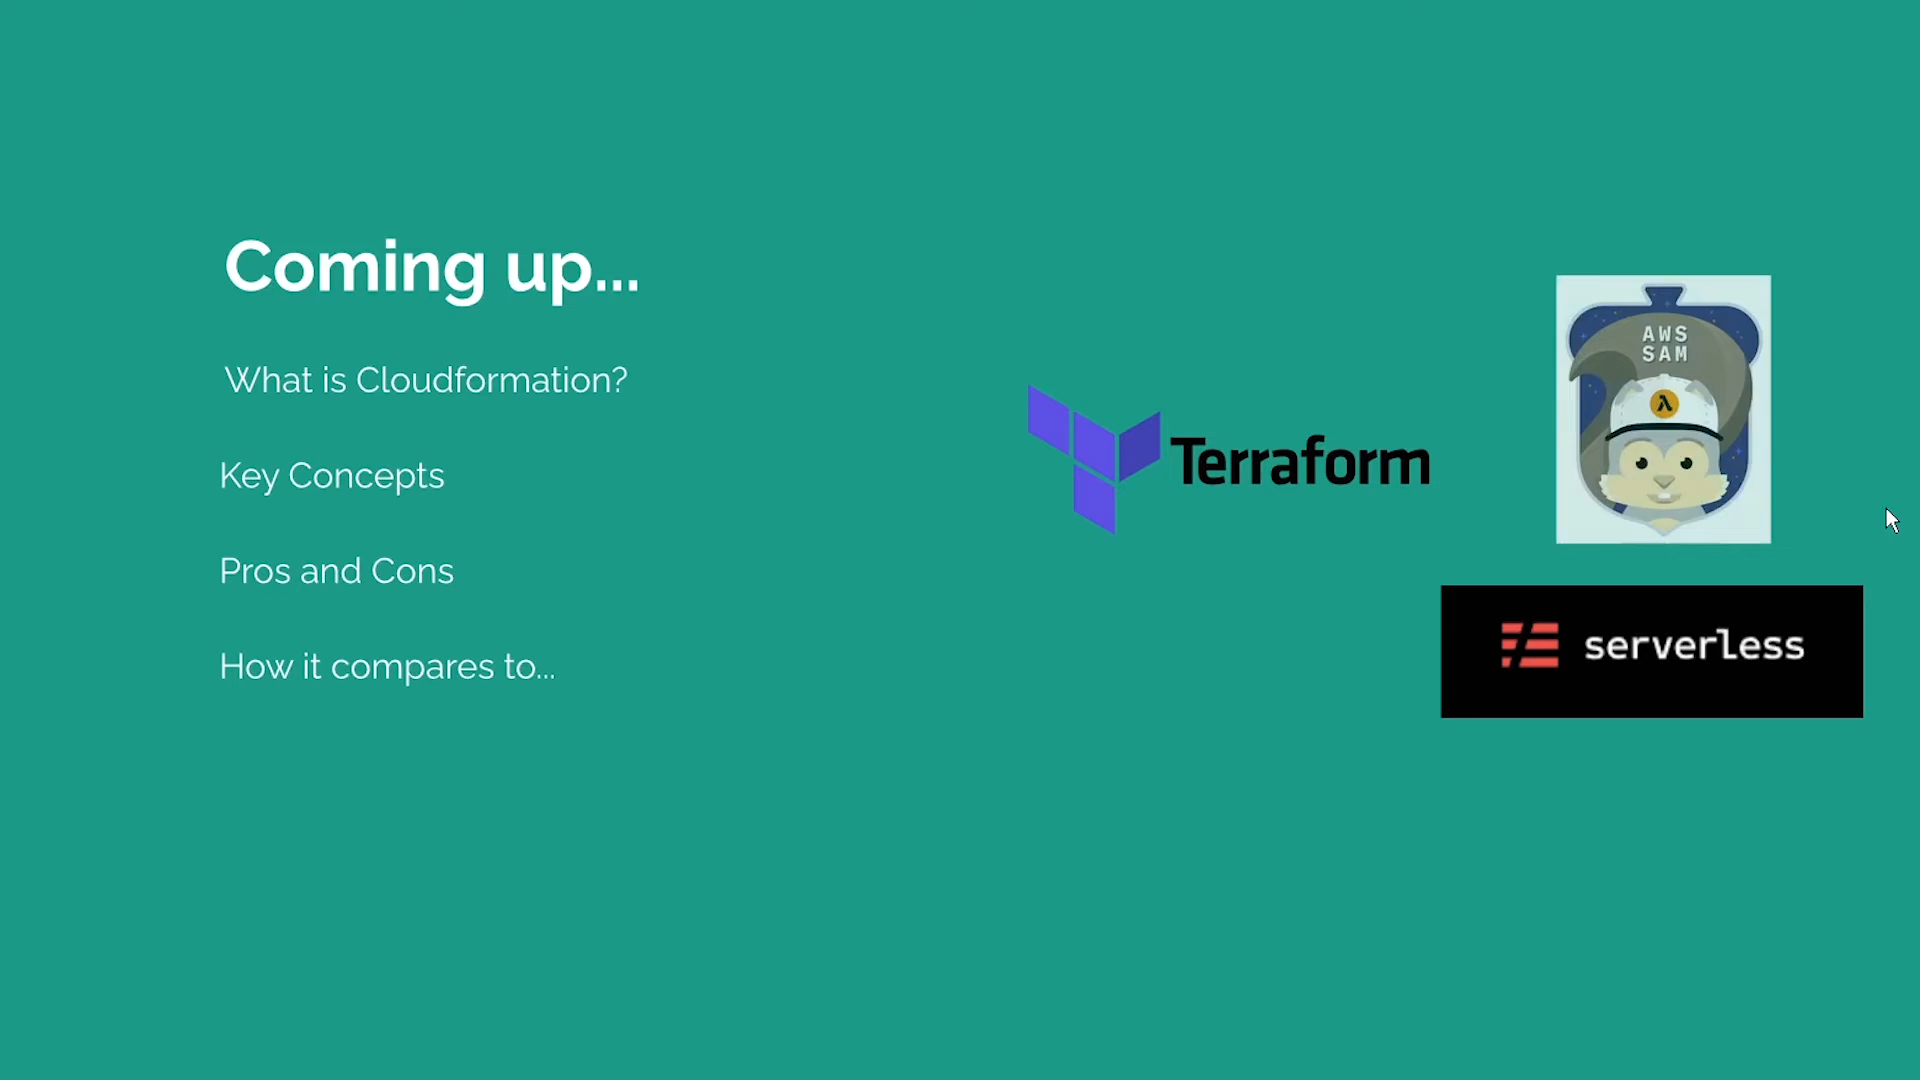 Coming up...
What is Cloudformation?
Key Concepts
Pros and Cons
How it compares to...
Terraform
AWS
SAM
λ
serverless